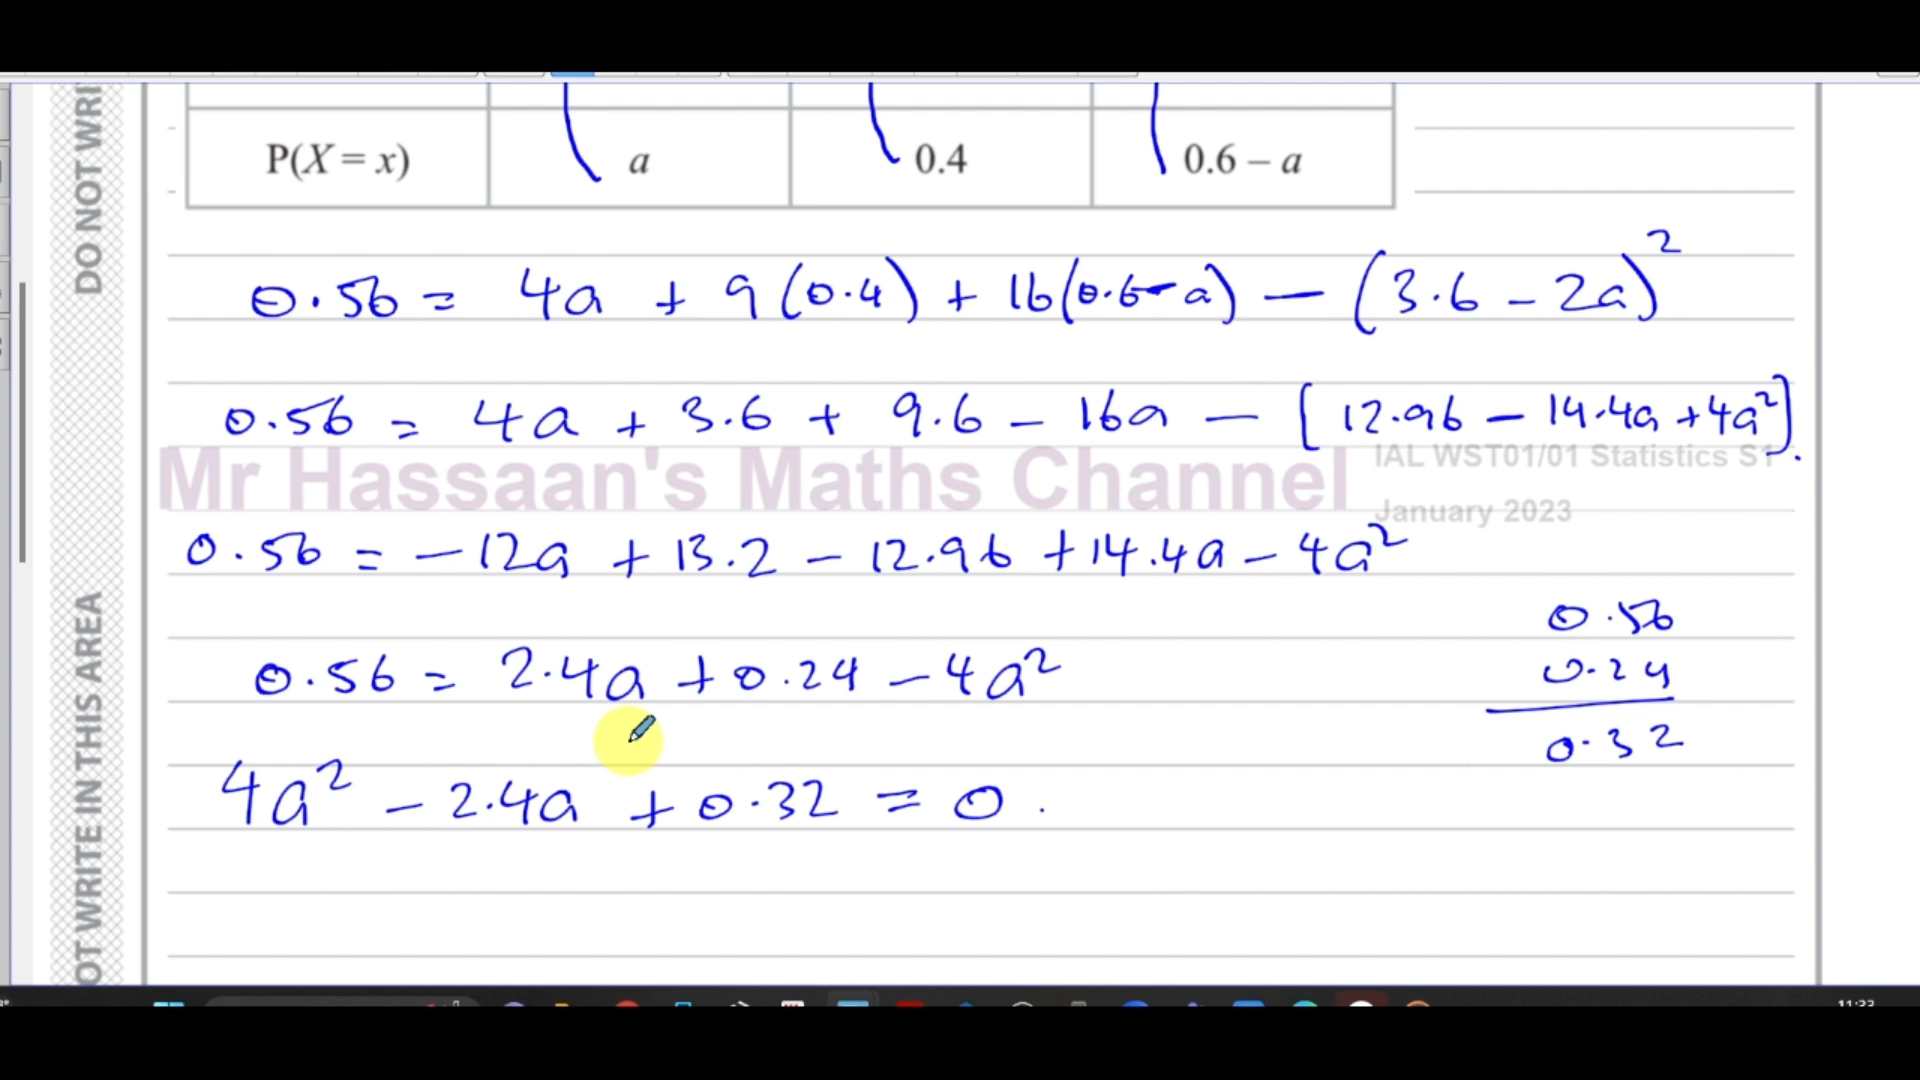 DO NOT WRI
P(X = x) a 0.4 0.6 – a
0.56 = 4a + 9(0.4) + 16(0.6 - a) - (3.6 - 2a)²
0.56 = 4a + 3.6 + 9.6 - 16a - [12.96 - 14.4a + 4a²].
Mr Hassaan's Maths Channel
IAL WST01/01 Statistics S1
January 2023
0.56 = -12a + 13.2 - 12.96 + 14.4a - 4a²
0.56
0.56 = 2.4a + 0.24 - 4a²
0.24
0.32
4a² - 2.4a + 0.32 = 0.
OT WRITE IN THIS AREA
11:33